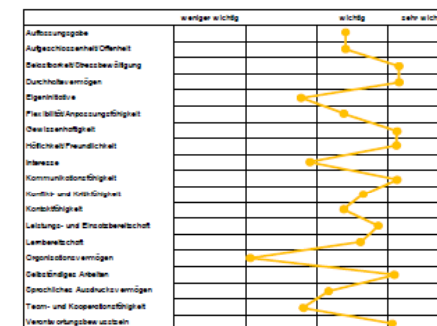 weniger wichtig wichtig sehr wich
Auffassungsgabe
Aufgeschlossenheit/Offenheit
Belastbarkeit/Stressbewältigung
Durchhaltevermögen
Eigeninitiative
Flexibilität/Anpassungsfähigkeit
Gewissenhaftigkeit
Höflichkeit/Freundlichkeit
Interesse
Kommunikationsfähigkeit
Konflikt- und Kritikfähigkeit
Kontaktfähigkeit
Leistungs- und Einsatzbereitschaft
Lernbereitschaft
Organisationsvermögen
Selbständiges Arbeiten
Sprachliches Ausdrucksvermögen
Team- und Kooperationsfähigkeit
Verantwortungsbewusstsein